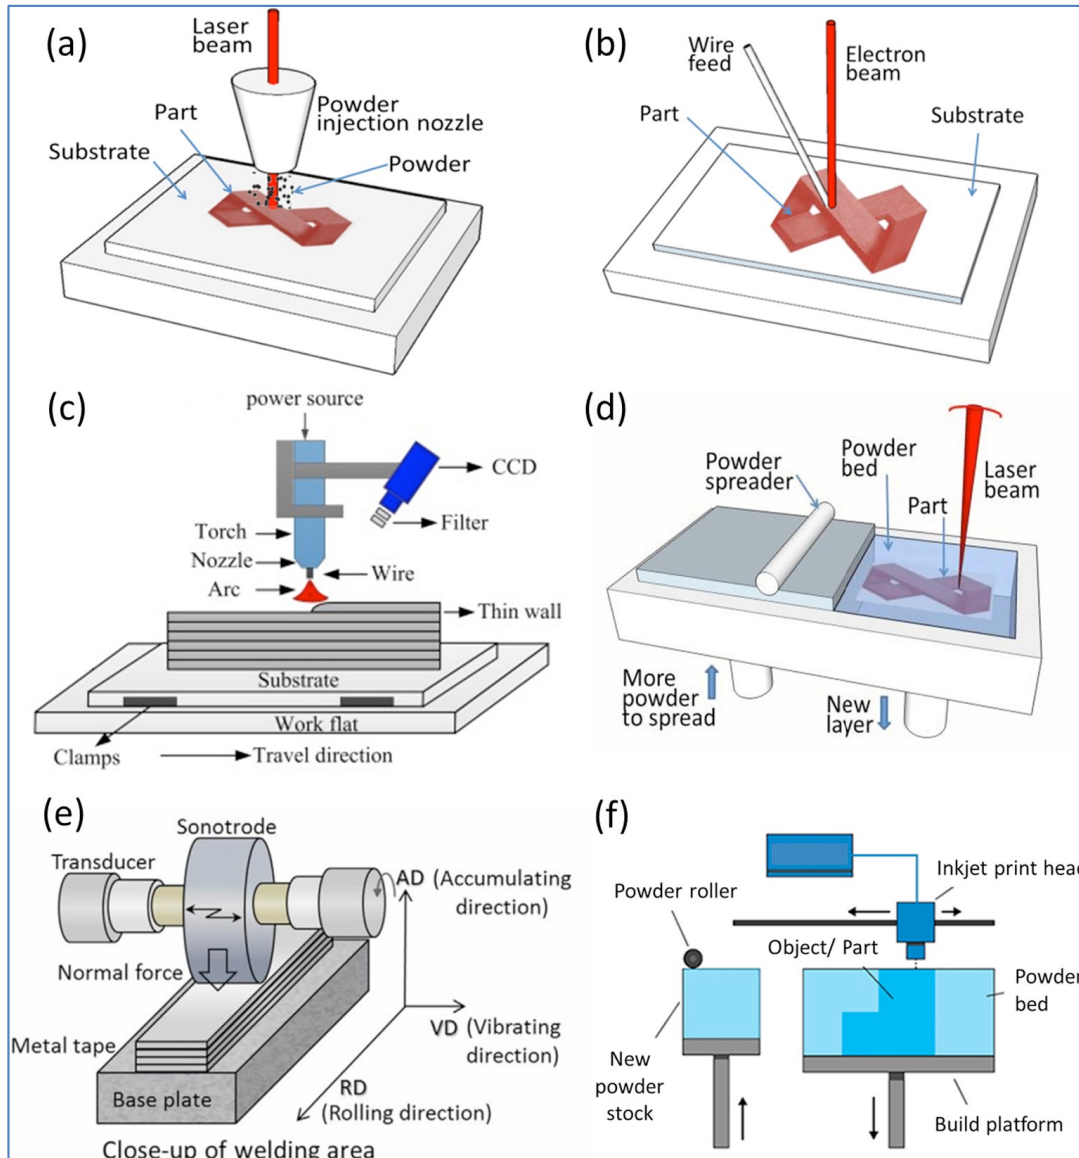 (a)
Laser
beam
Part
Powder
injection nozzle
Substrate
Powder
(b)
Wire
feed
Electron
beam
Part
Substrate
(c)
power source
CCD
Filter
Torch
Nozzle
Wire
Arc
Thin wall
Substrate
Work flat
Clamps
Travel direction
(d)
Powder
bed
Powder
spreader
Laser
beam
Part
More
powder
to spread
New
layer
(e)
Sonotrode
Transducer
AD (Accumulating
direction)
Normal force
VD (Vibrating
direction)
Metal tape
RD
(Rolling direction)
Base plate
Close-up of welding area
(f)
Inkjet print head
Powder roller
Object/ Part
Powder
bed
New
powder
stock
Build platform